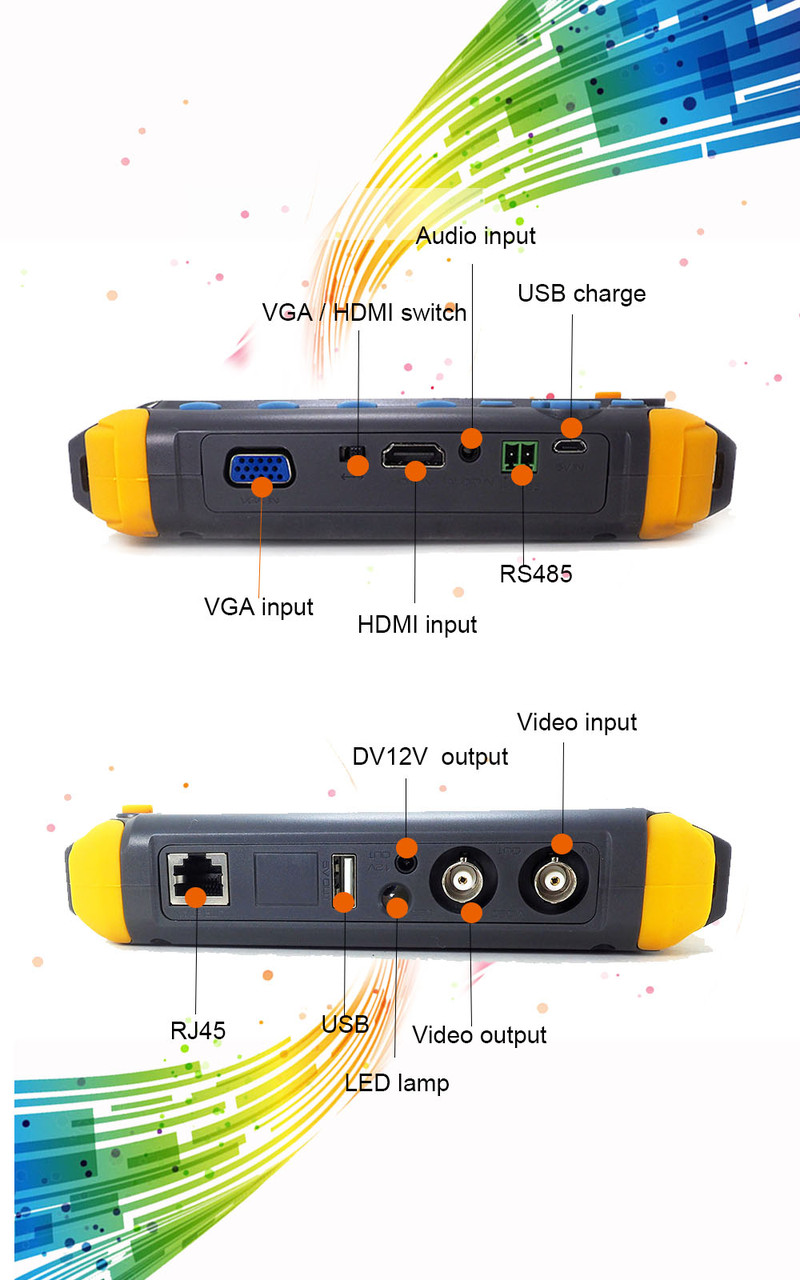 Audio input
USB charge
VGA / HDMI switch
RS485
VGA input
HDMI input
Video input
DV12V output
RJ45
USB
Video output
LED lamp